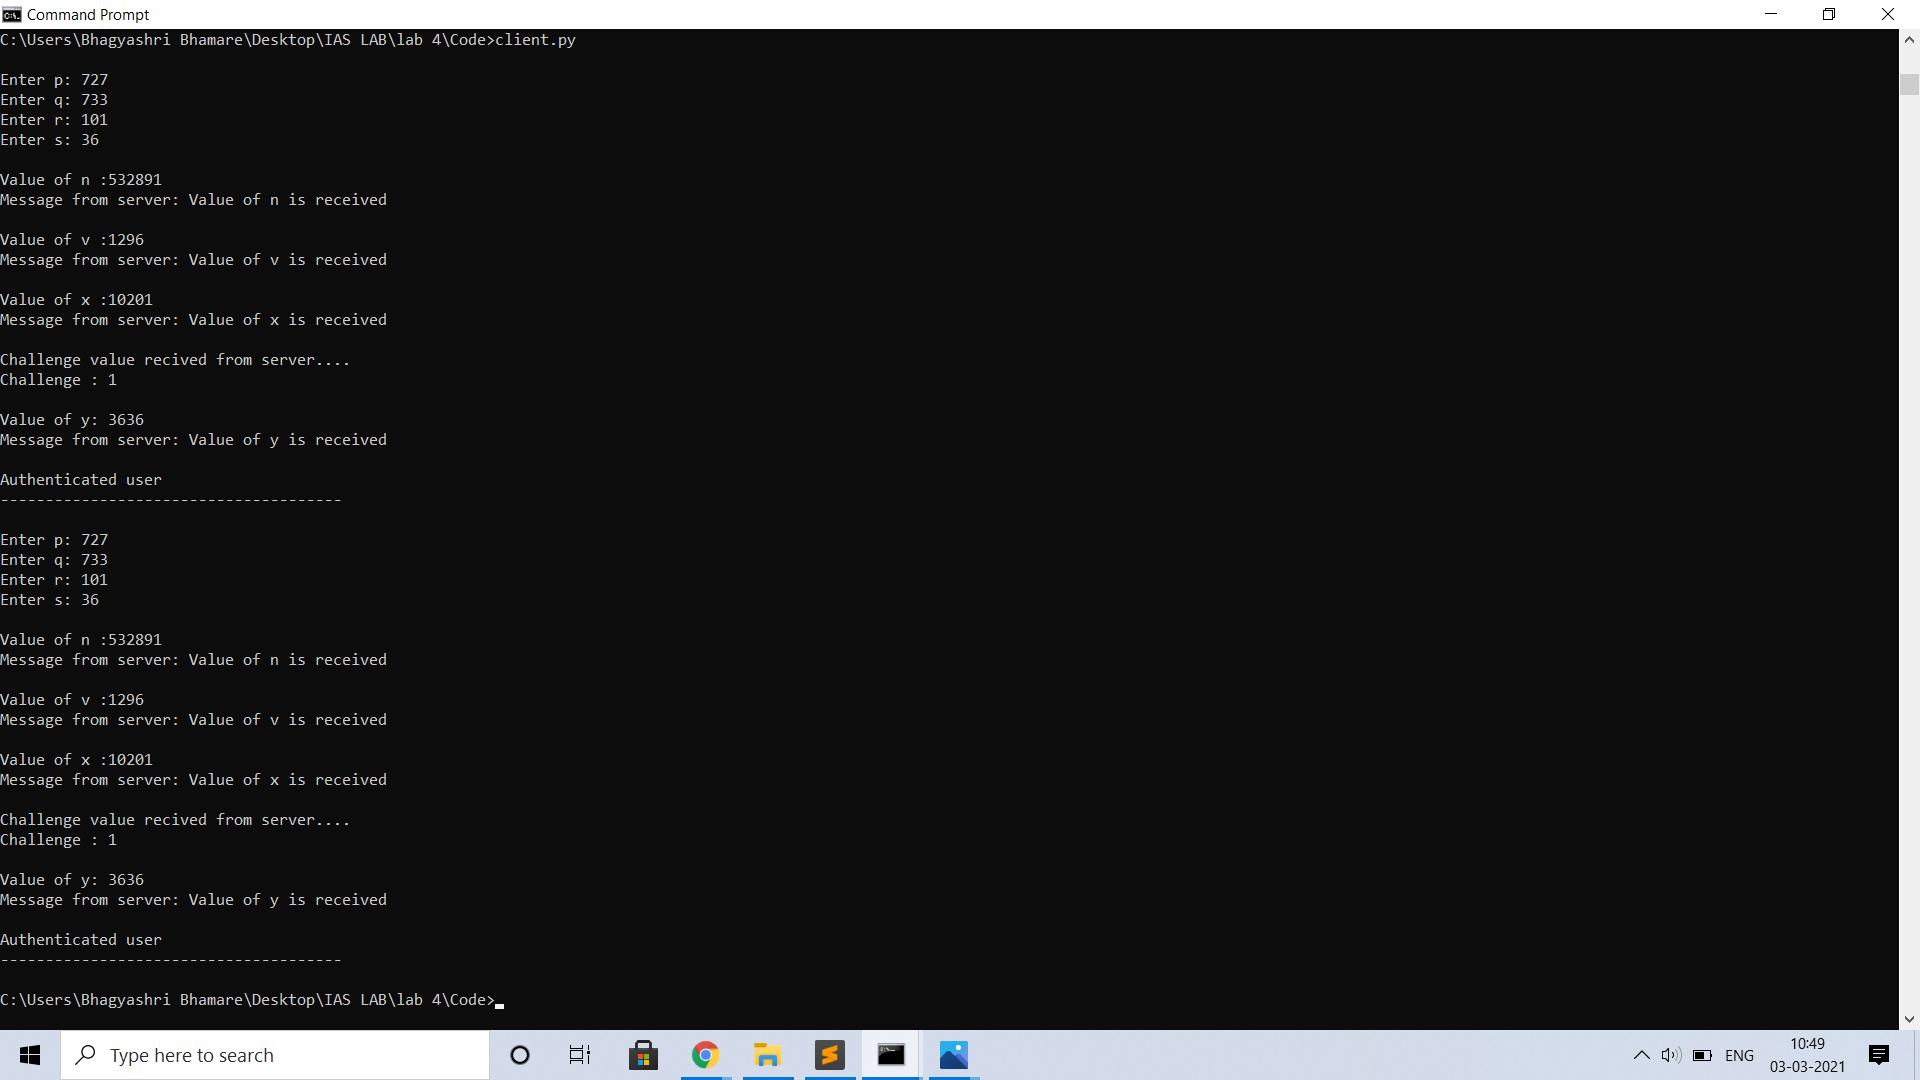 Command Prompt
C:\Users\Bhagyashri Bhamare\Desktop\IAS LAB\lab 4\Code>client.py
Enter p: 727
Enter q: 733
Enter r: 101
Enter s: 36
Value of n :532891
Message from server: Value of n is received
Value of v :1296
Message from server: Value of v is received
Value of x :10201
Message from server: Value of x is received
Challenge value recived from server....
Challenge : 1
Value of y: 3636
Message from server: Value of y is received
Authenticated user
--------------------------------------
Enter p: 727
Enter q: 733
Enter r: 101
Enter s: 36
Value of n :532891
Message from server: Value of n is received
Value of v :1296
Message from server: Value of v is received
Value of x :10201
Message from server: Value of x is received
Challenge value recived from server....
Challenge : 1
Value of y: 3636
Message from server: Value of y is received
Authenticated user
--------------------------------------
C:\Users\Bhagyashri Bhamare\Desktop\IAS LAB\lab 4\Code>
Type here to search
ENG
10:49
03-03-2021